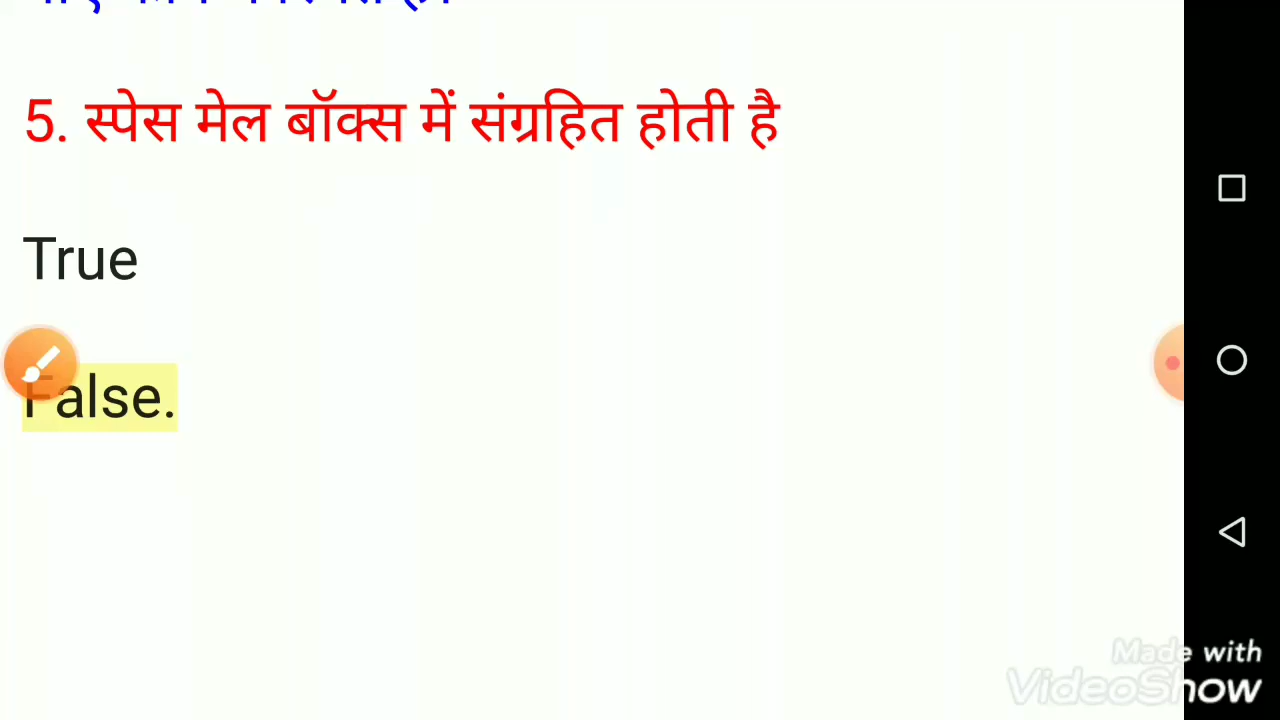 5. स्पेस मेल बॉक्स में संग्रहित होती है
True
False.
Made with
VideoShow